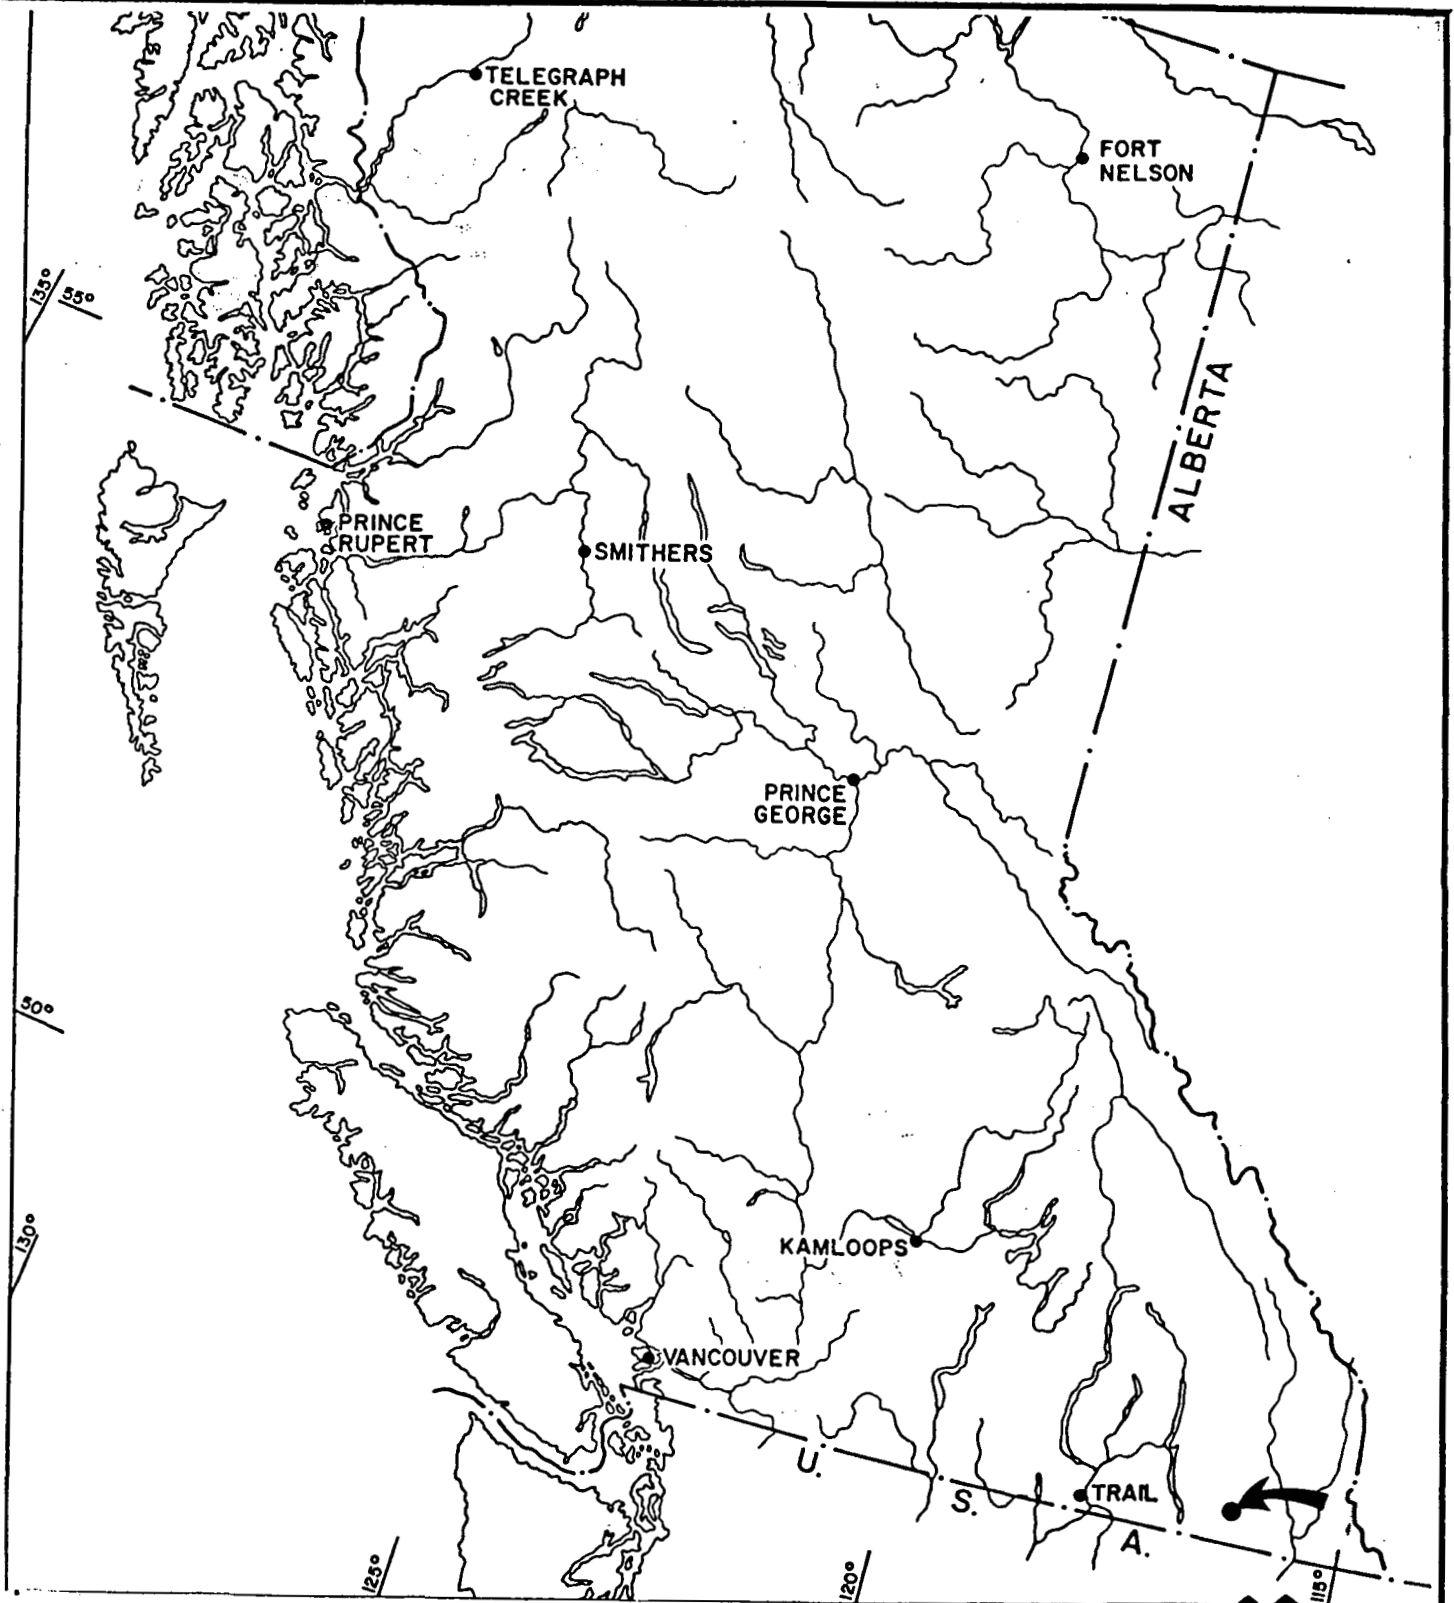 TELEGRAPH
CREEK
FORT
NELSON
135°
55°
ALBERTA
PRINCE
RUPERT
SMITHERS
PRINCE
GEORGE
50°
130°
KAMLOOPS
VANCOUVER
U.
S.
A.
TRAIL
125°
120°
115°